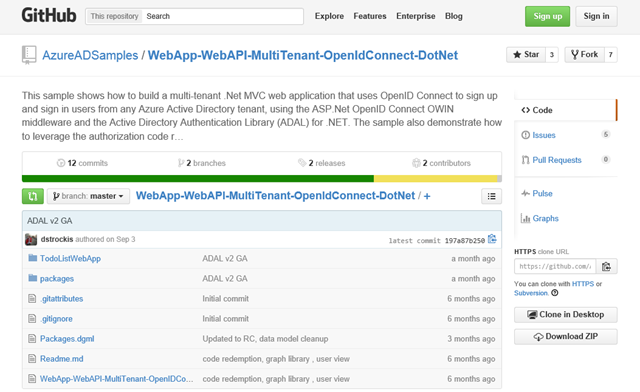 GitHub This repository Search Explore Features Enterprise Blog Sign up Sign in
AzureADSamples / WebApp-WebAPI-MultiTenant-OpenIdConnect-DotNet Star 3 Fork 7
This sample shows how to build a multi-tenant .Net MVC web application that uses OpenID Connect to sign up
and sign in users from any Azure Active Directory tenant, using the ASP.Net OpenID Connect OWIN
middleware and the Active Directory Authentication Library (ADAL) for .NET. The sample also demonstrate how
to leverage the authorization code r…
12 commits 2 branches 2 releases 2 contributors
branch: master WebApp-WebAPI-MultiTenant-OpenIdConnect-DotNet / +
ADAL v2 GA
dstrockis authored on Sep 3 latest commit 197a87b250
TodoListWebApp ADAL v2 GA a month ago
packages ADAL v2 GA a month ago
.gitattributes Initial commit 6 months ago
.gitignore Initial commit 6 months ago
Packages.dgml Updated to RC, data model cleanup 3 months ago
Readme.md code redemption, graph library , user view 6 months ago
WebApp-WebAPI-MultiTenant-OpenIDCo... code redemption, graph library , user view 6 months ago
Code
Issues 5
Pull Requests 0
Pulse
Graphs
HTTPS clone URL
https://github.com/
You can clone with HTTPS or
Subversion.
Clone in Desktop
Download ZIP